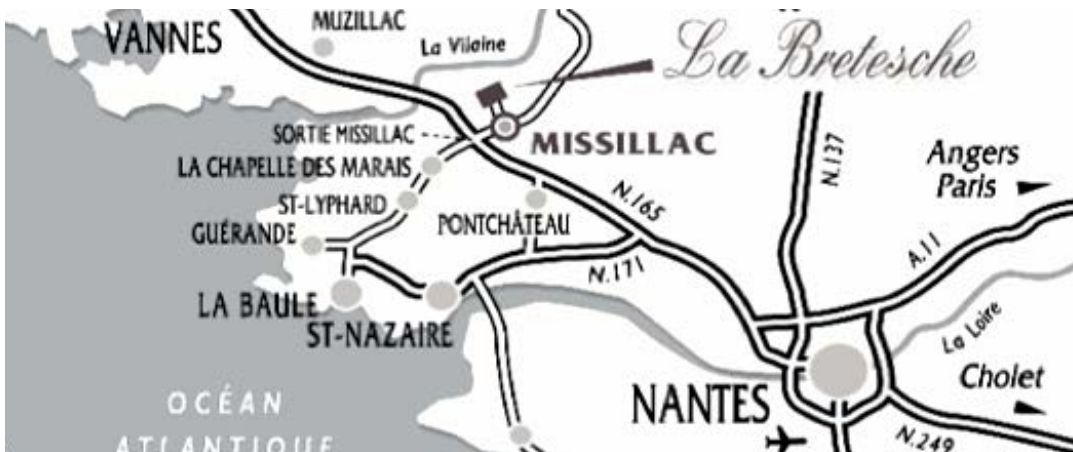 MUZILLAC
VANNES
La Vilaine
La Bretesche
SORTIE MISSILLAC
MISSILLAC
N.137
Angers
Paris
LA CHAPELLE DES MARAIS
ST-LYPHARD
N.165
GUÉRANDE
PONTCHÂTEAU
A.11
N.171
LA BAULE
ST-NAZAIRE
La Loire
Cholet
NANTES
OCÉAN
ATLANTIQUE
N.249